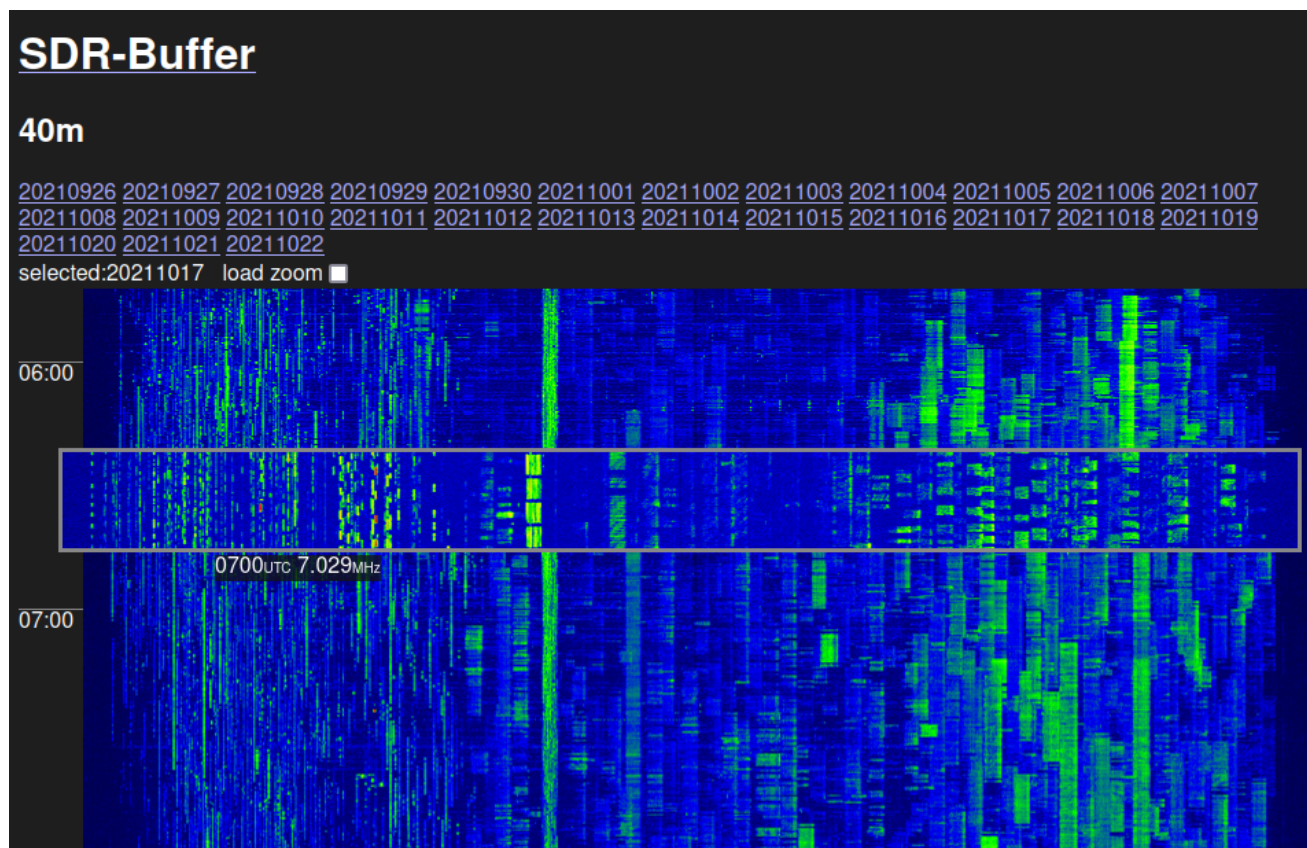 SDR-Buffer
40m
20210926 20210927 20210928 20210929 20210930 20211001 20211002 20211003 20211004 20211005 20211006 20211007
20211008 20211009 20211010 20211011 20211012 20211013 20211014 20211015 20211016 20211017 20211018 20211019
20211020 20211021 20211022
selected:20211017 load zoom
06:00
0700UTC 7.029MHz
07:00